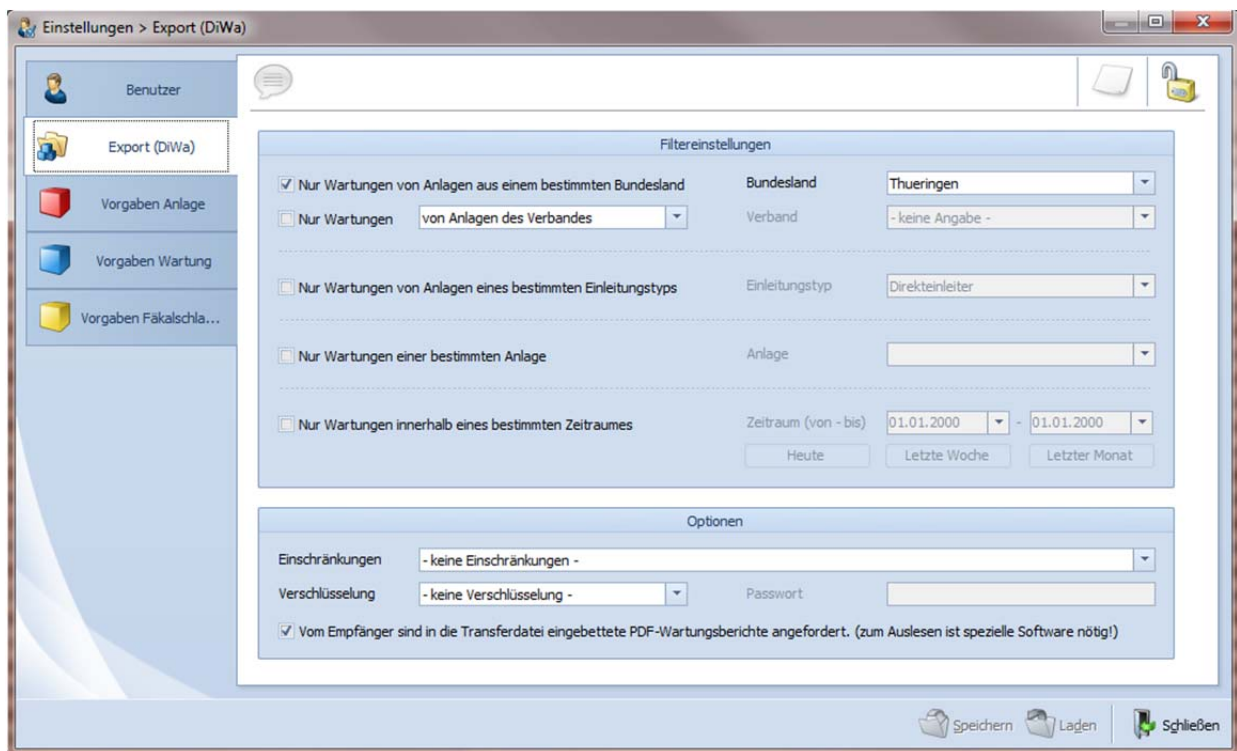 Einstellungen > Export (DiWa)
Benutzer
Export (DiWa)
Vorgaben Anlage
Vorgaben Wartung
Vorgaben Fäkalschla...
Filtereinstellungen
Nur Wartungen von Anlagen aus einem bestimmten Bundesland Bundesland Thueringen
Nur Wartungen von Anlagen des Verbandes Verband - keine Angabe -
Nur Wartungen von Anlagen eines bestimmten Einleitungstyps Einleitungstyp Direkteinleiter
Nur Wartungen einer bestimmten Anlage Anlage
Nur Wartungen innerhalb eines bestimmten Zeitraumes Zeitraum (von - bis) 01.01.2000 - 01.01.2000
Heute Letzte Woche Letzter Monat
Optionen
Einschränkungen - keine Einschränkungen -
Verschlüsselung - keine Verschlüsselung - Passwort
Vom Empfänger sind in die Transferdatei eingebettete PDF-Wartungsberichte angefordert. (zum Auslesen ist spezielle Software nötig!)
Speichern Laden Schließen